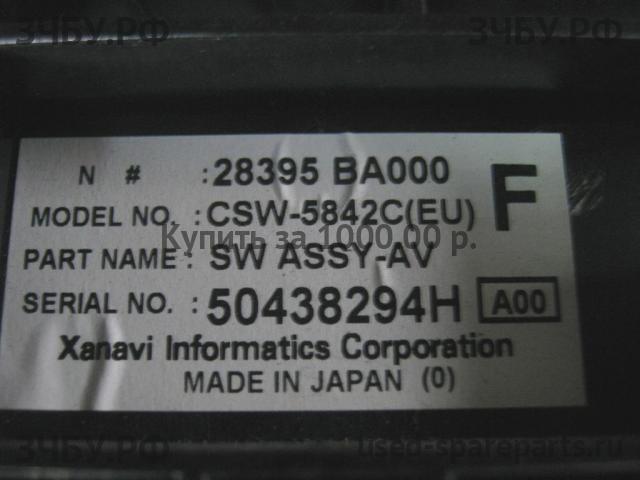 ЗЧБУ.РФ ЗЧБУ.РФ
N # : 28395 BA000 F
MODEL NO. : CSW-5842C(EU)
Купить за 1000.00 р.
PART NAME : SW ASSY-AV
SERIAL NO. : 50438294H A00
Xanavi Informatics Corporation
MADE IN JAPAN (0)
ЗЧБУ.РФ used-spareparts.ru